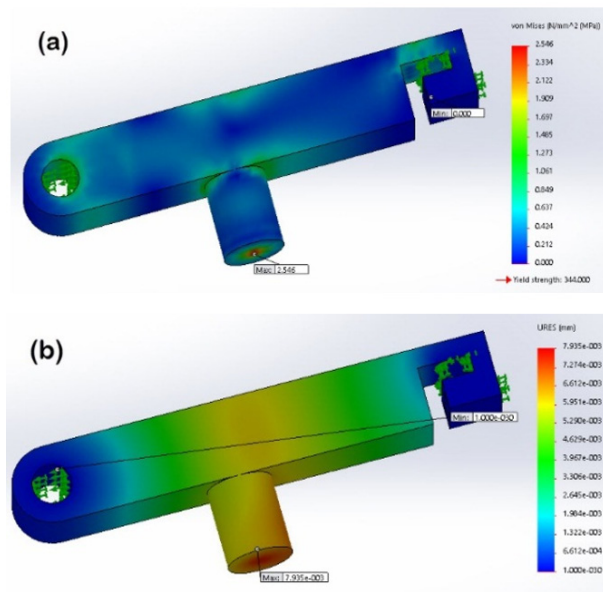 (a)
von Mises (N/mm^2 (MPa))
2.546
2.334
2.122
1.909
1.697
1.485
1.273
1.061
0.849
0.637
0.424
0.212
0.000
Yield strength: 344.000
Min: 0.000
Max: 2.546
(b)
URES (mm)
7.935e-003
7.274e-003
6.612e-003
5.951e-003
5.290e-003
4.629e-003
3.967e-003
3.306e-003
2.645e-003
1.984e-003
1.322e-003
6.612e-004
1.000e-030
Min: 1.000e-030
Max: 7.935e-003